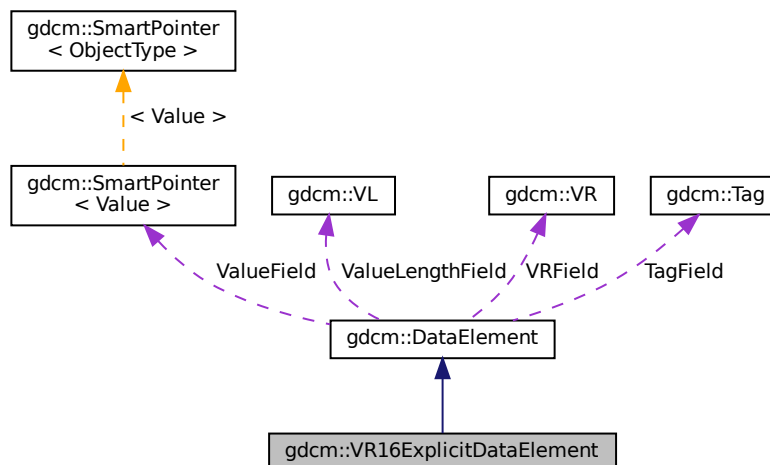 gdcm::SmartPointer
< ObjectType >
< Value >
gdcm::SmartPointer
< Value >
gdcm::VL
gdcm::VR
gdcm::Tag
ValueField
ValueLengthField
VRField
TagField
gdcm::DataElement
gdcm::VR16ExplicitDataElement